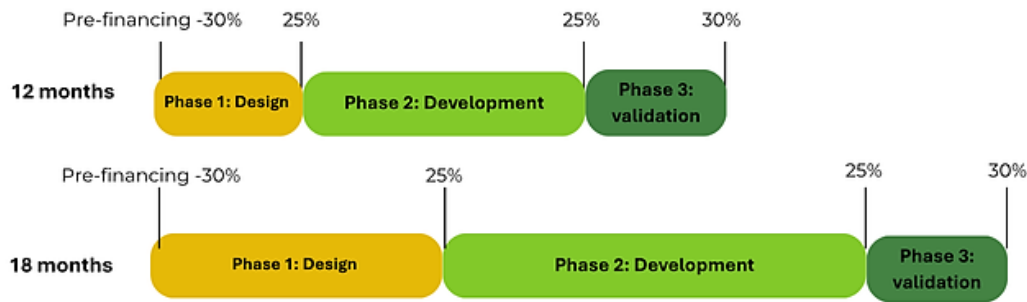 Pre-financing -30% 25% 25% 30%
12 months Phase 1: Design Phase 2: Development Phase 3:
validation
Pre-financing -30% 25% 25% 30%
18 months Phase 1: Design Phase 2: Development Phase 3:
validation